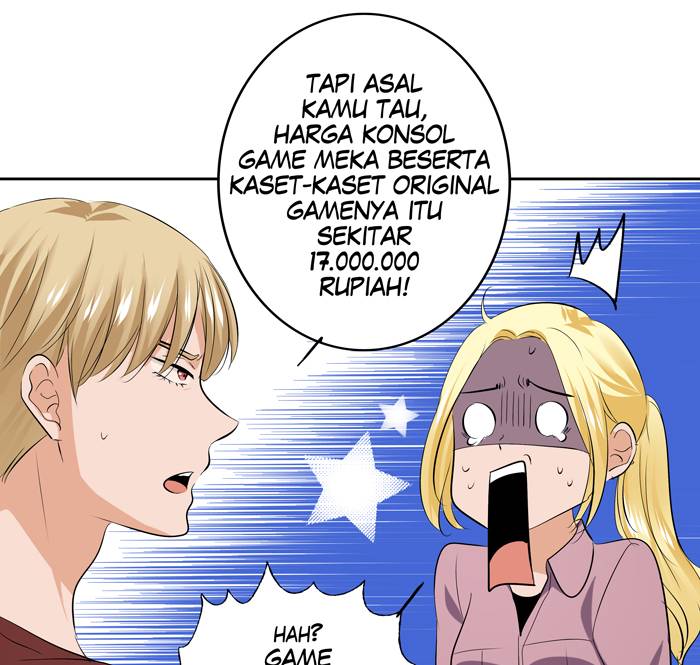 TAPI ASAL
KAMU TAU,
HARGA KONSOL
GAME MEKA BESERTA
KASET-KASET ORIGINAL
GAMENYA ITU
SEKITAR
17.000.000
RUPIAH!
HAH?
GAME